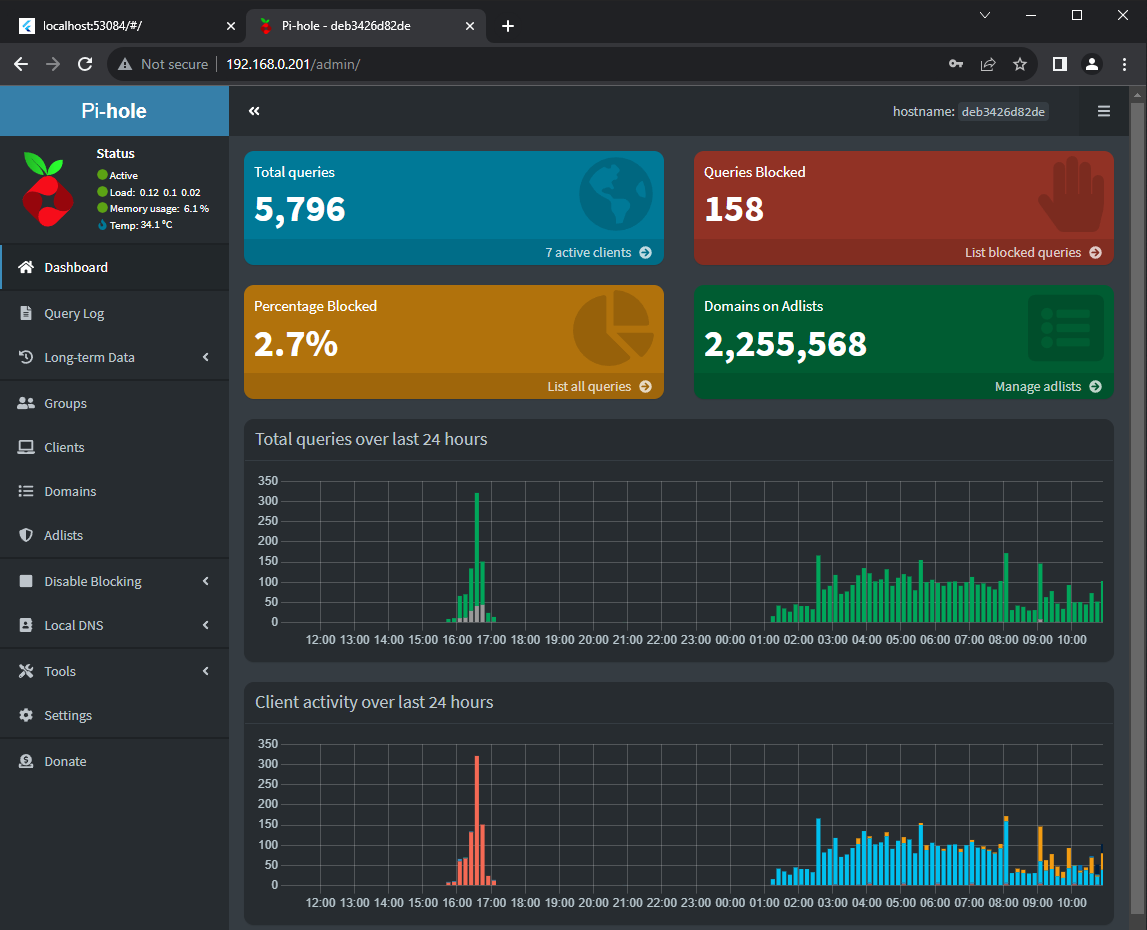 localhost:53084/#/
Pi-hole - deb3426d82de
Not secure
192.168.0.201/admin/
Pi-hole
hostname: deb3426d82de
Status
Active
Load: 0.12 0.1 0.02
Memory usage: 6.1 %
Temp: 34.1 °C
Dashboard
Query Log
Long-term Data
Groups
Clients
Domains
Adlists
Disable Blocking
Local DNS
Tools
Settings
Donate
Total queries
5,796
7 active clients
Queries Blocked
158
List blocked queries
Percentage Blocked
2.7%
List all queries
Domains on Adlists
2,255,568
Manage adlists
Total queries over last 24 hours
350
300
250
200
150
100
50
0
12:00 13:00 14:00 15:00 16:00 17:00 18:00 19:00 20:00 21:00 22:00 23:00 00:00 01:00 02:00 03:00 04:00 05:00 06:00 07:00 08:00 09:00 10:00
Client activity over last 24 hours
350
300
250
200
150
100
50
0
12:00 13:00 14:00 15:00 16:00 17:00 18:00 19:00 20:00 21:00 22:00 23:00 00:00 01:00 02:00 03:00 04:00 05:00 06:00 07:00 08:00 09:00 10:00